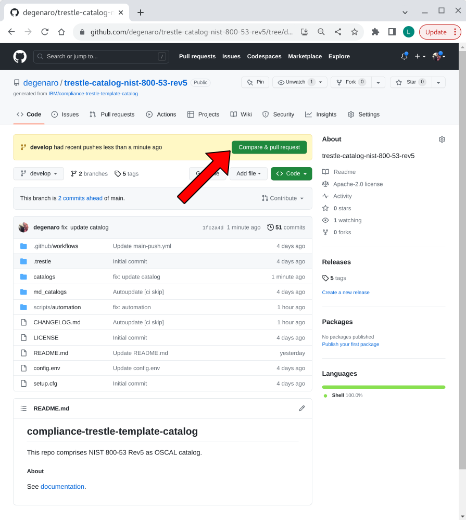 degenaro/trestle-catalog-r
github.com/degenaro/trestle-catalog-nist-800-53-rev5/tree/d...
L
Update
Search or jump to...
/
Pull requests Issues Codespaces Marketplace Explore
degenaro / trestle-catalog-nist-800-53-rev5 Public
Pin Unwatch 1 Fork 0 Star 0
generated from IBM/compliance-trestle-template-catalog
Code Issues Pull requests Actions Projects Wiki Security Insights Settings
develop had recent pushes less than a minute ago
Compare & pull request
develop 2 branches 5 tags
Add file Code
This branch is 2 commits ahead of main.
Contribute
degenaro fix: update catalog 1 minute ago 51 commits
.github/workflows Update main-push.yml 4 days ago
.trestle Initial commit 4 days ago
catalogs fix: update catalog 1 minute ago
md_catalogs Autoupdate [ci skip] 4 days ago
scripts/automation fix: automation 1 hour ago
CHANGELOG.md Autoupdate [ci skip] 4 days ago
LICENSE Initial commit 4 days ago
README.md Update README.md yesterday
config.env Update config.env 4 days ago
setup.cfg Initial commit 4 days ago
README.md
compliance-trestle-template-catalog
This repo comprises NIST 800-53 Rev5 as OSCAL catalog.
About
See documentation.
About
trestle-catalog-nist-800-53-rev5
Readme
Apache-2.0 license
Activity
0 stars
1 watching
0 forks
Releases
5 tags
Create a new release
Packages
No packages published
Publish your first package
Languages
Shell 100.0%